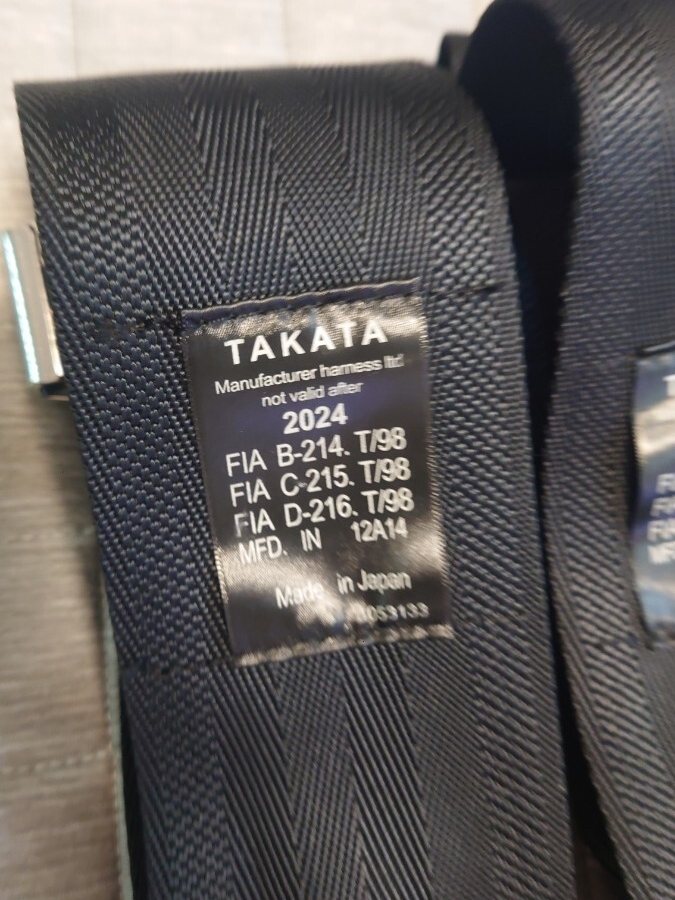 TAKATA
Manufacturer harness ltd
not valid after
2024
FIA B-214. T/98
FIA C-215. T/98
FIA D-216. T/98
MFD. IN 12A14
Made in Japan